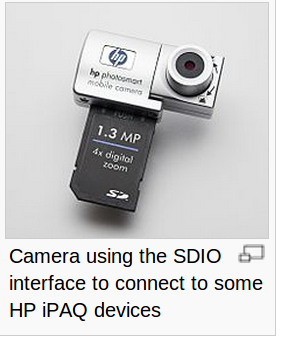 hp
hp photosmart
mobile camera
PUSH
1.3 MP
4x digital
zoom
SD
Camera using the SDIO
interface to connect to some
HP iPAQ devices